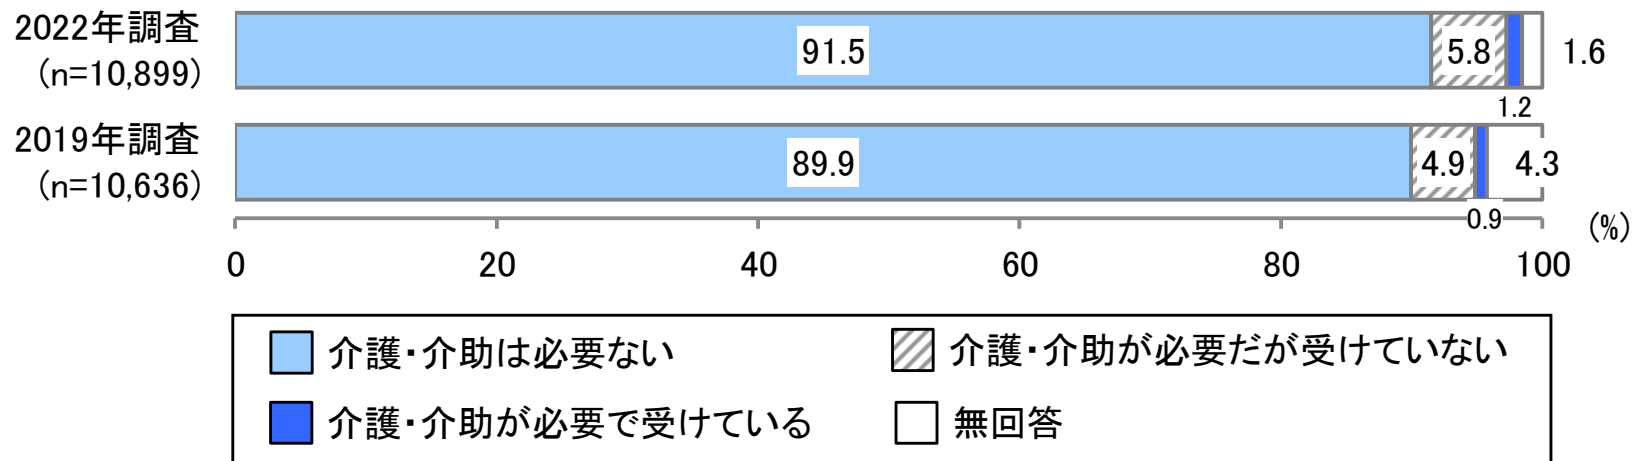 2022年調査
(n=10,899)
91.5
5.8
1.6
1.2
2019年調査
(n=10,636)
89.9
4.9
4.3
0.9
(%)
0 20 40 60 80 100
介護・介助は必要ない
介護・介助が必要だが受けていない
介護・介助が必要で受けている
無回答